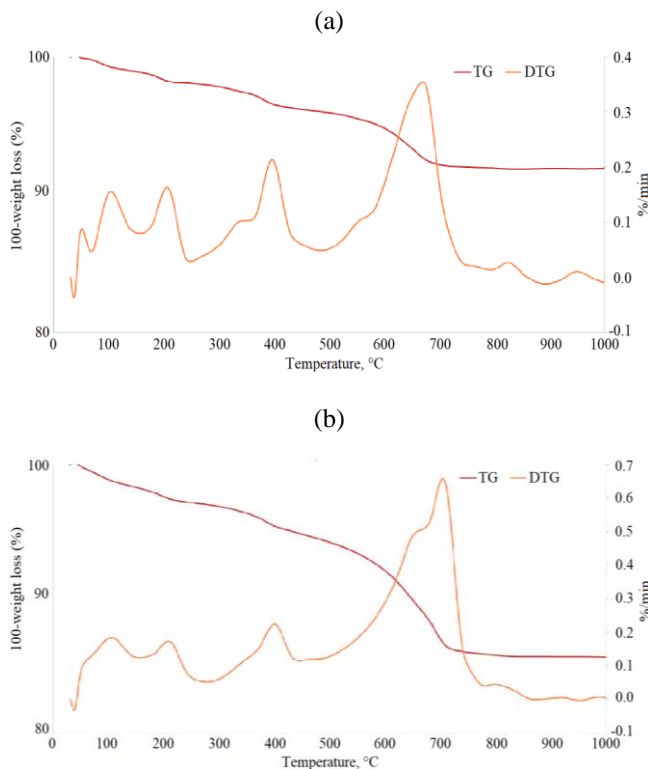 (a)
100
TG
DTG
0.4
0.3
90
0.2
0.1
0.0
80
-0.1
100-weight loss (%)
%/min
0 100 200 300 400 500 600 700 800 900 1000
Temperature, °C
(b)
100
TG
DTG
0.7
0.6
0.5
0.4
90
0.3
0.2
0.1
0.0
80
-0.1
100-weight loss (%)
%/min
0 100 200 300 400 500 600 700 800 900 1000
Temperature, °C